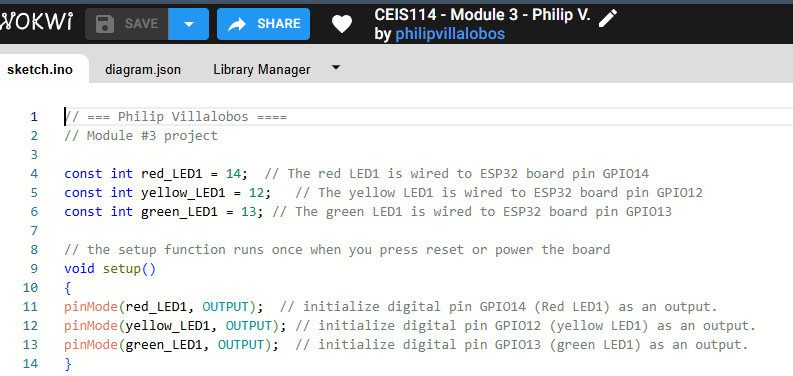 WOKWi SAVE SHARE CEIS114 - Module 3 - Philip V.
by philipvillalobos
sketch.ino diagram.json Library Manager
1 // === Philip Villalobos ====
2 // Module #3 project
3
4 const int red_LED1 = 14;  // The red LED1 is wired to ESP32 board pin GPIO14
5 const int yellow_LED1 = 12;   // The yellow LED1 is wired to ESP32 board pin GPIO12
6 const int green_LED1 = 13; // The green LED1 is wired to ESP32 board pin GPIO13
7
8 // the setup function runs once when you press reset or power the board
9 void setup()
10 {
11 pinMode(red_LED1, OUTPUT);  // initialize digital pin GPIO14 (Red LED1) as an output.
12 pinMode(yellow_LED1, OUTPUT); // initialize digital pin GPIO12 (yellow LED1) as an output.
13 pinMode(green_LED1, OUTPUT);  // initialize digital pin GPIO13 (green LED1) as an output.
14 }